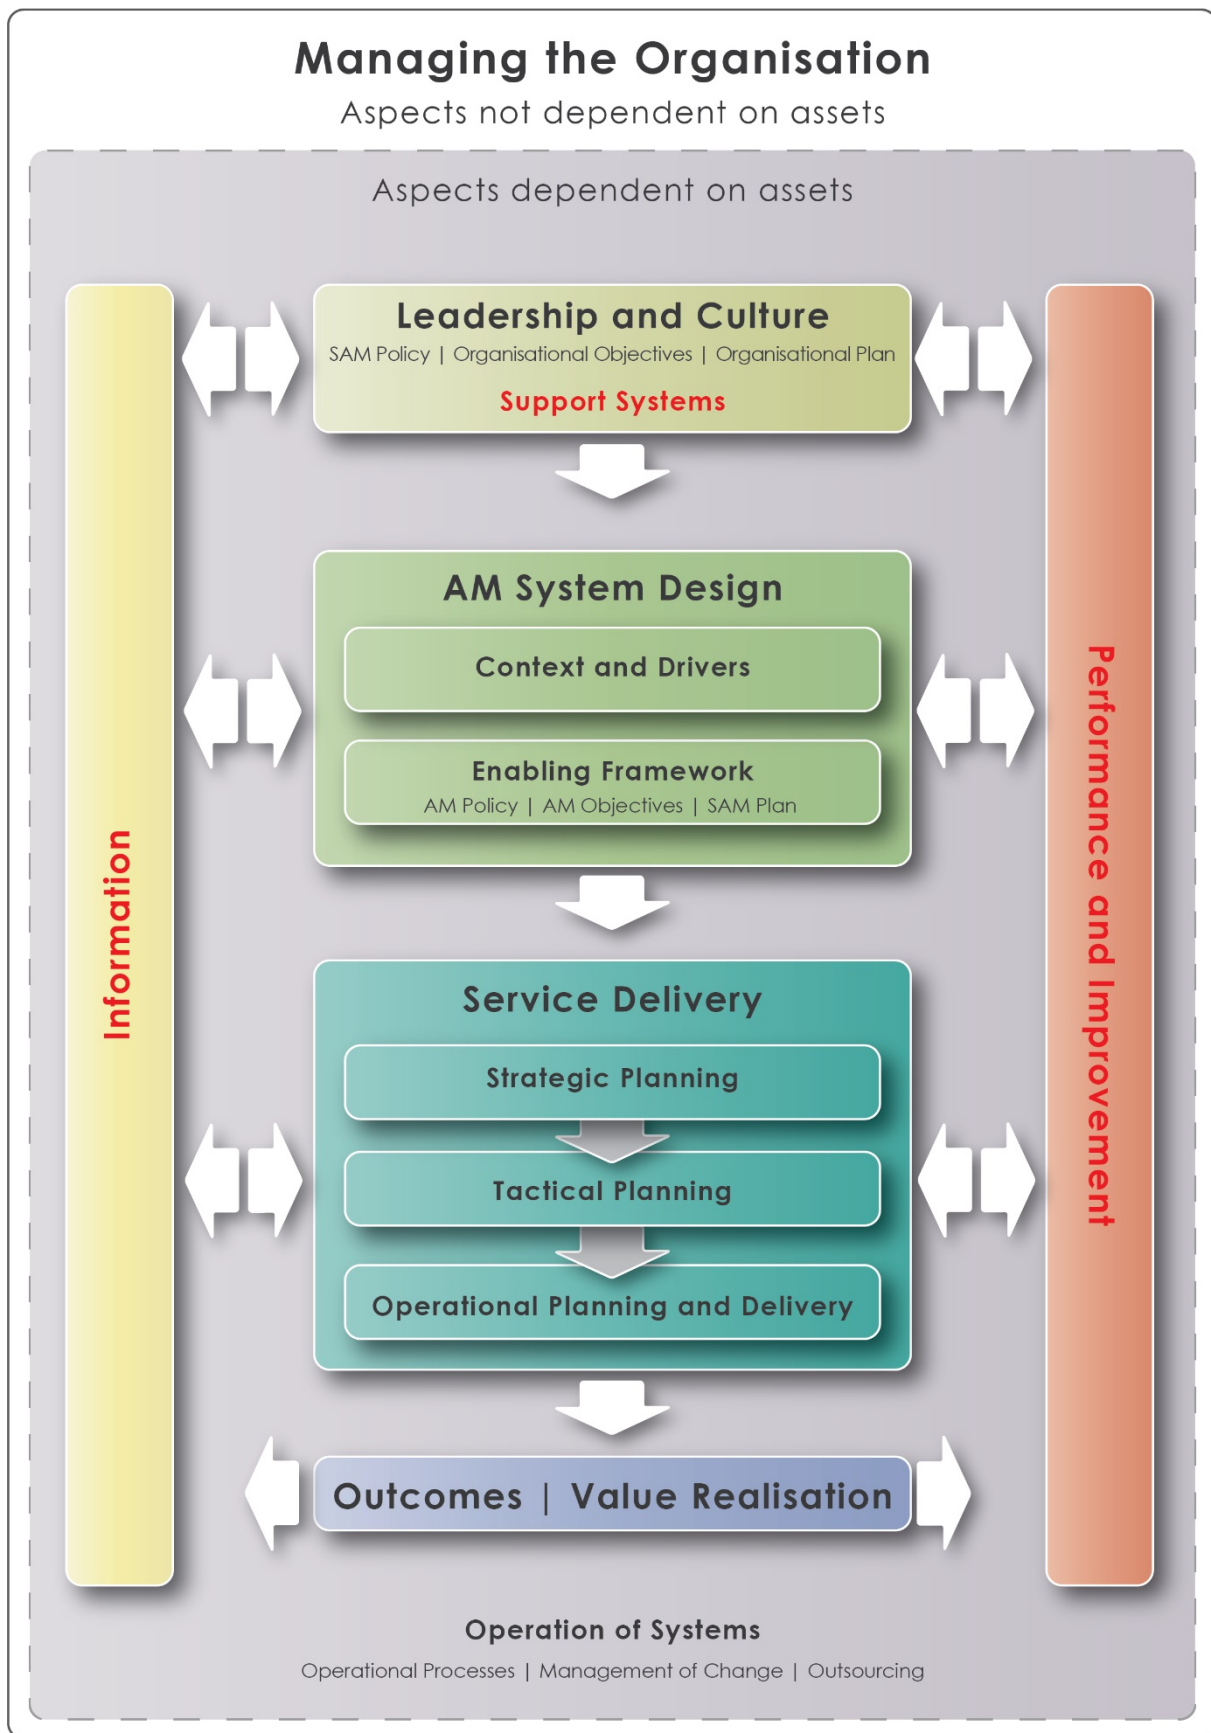 Managing the Organisation
Aspects not dependent on assets
Aspects dependent on assets
Leadership and Culture
SAM Policy | Organisational Objectives | Organisational Plan
Support Systems
AM System Design
Context and Drivers
Enabling Framework
AM Policy | AM Objectives | SAM Plan
Information
Performance and Improvement
Service Delivery
Strategic Planning
Tactical Planning
Operational Planning and Delivery
Outcomes | Value Realisation
Operation of Systems
Operational Processes | Management of Change | Outsourcing